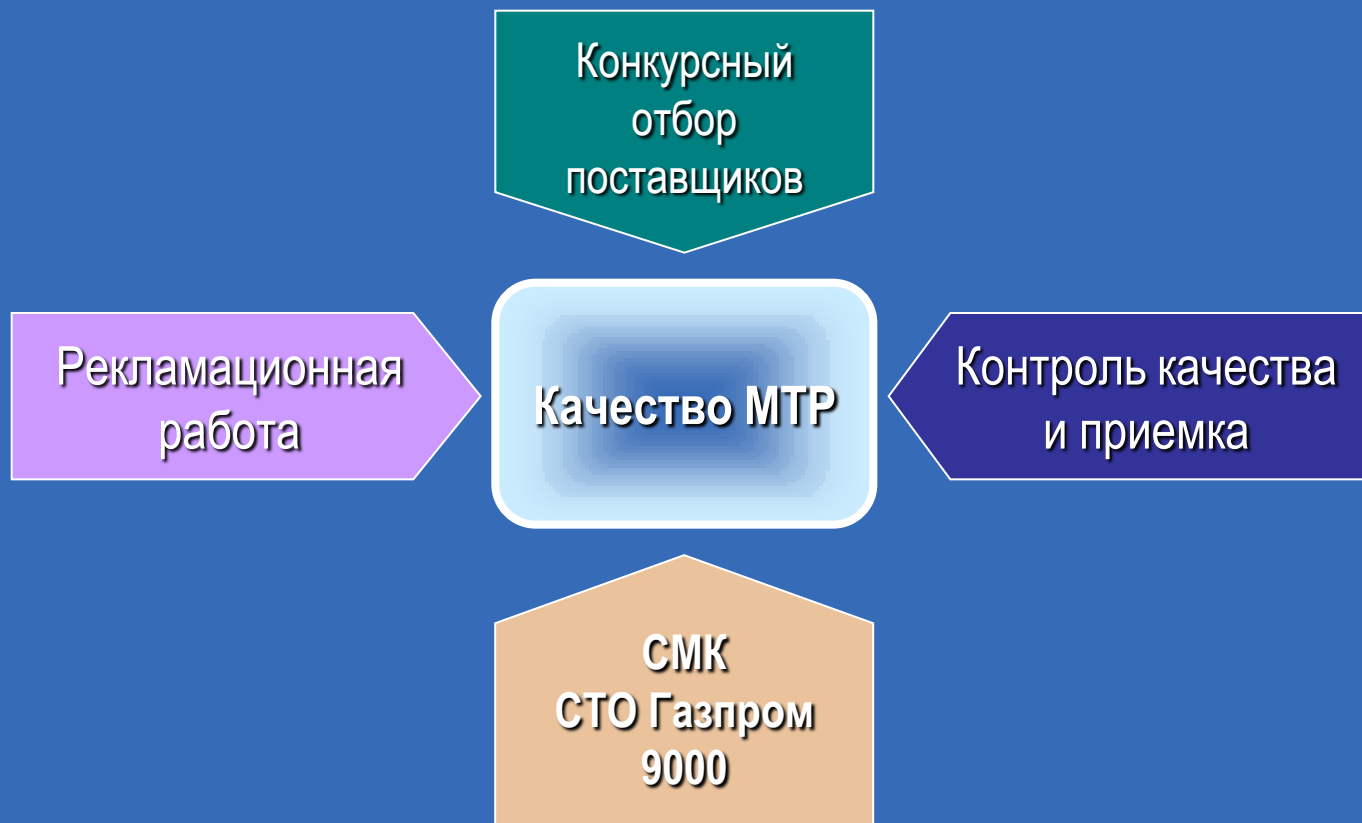 Конкурсный
отбор
поставщиков
Рекламационная
работа
Качество МТР
Контроль качества
и приемка
СМК
СТО Газпром
9000